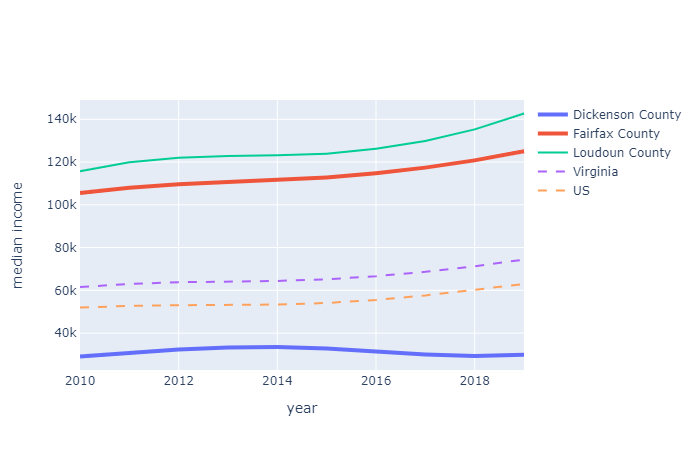 140k
120k
100k
80k
60k
40k
2010 2012 2014 2016 2018
median income
year
Dickenson County
Fairfax County
Loudoun County
Virginia
US